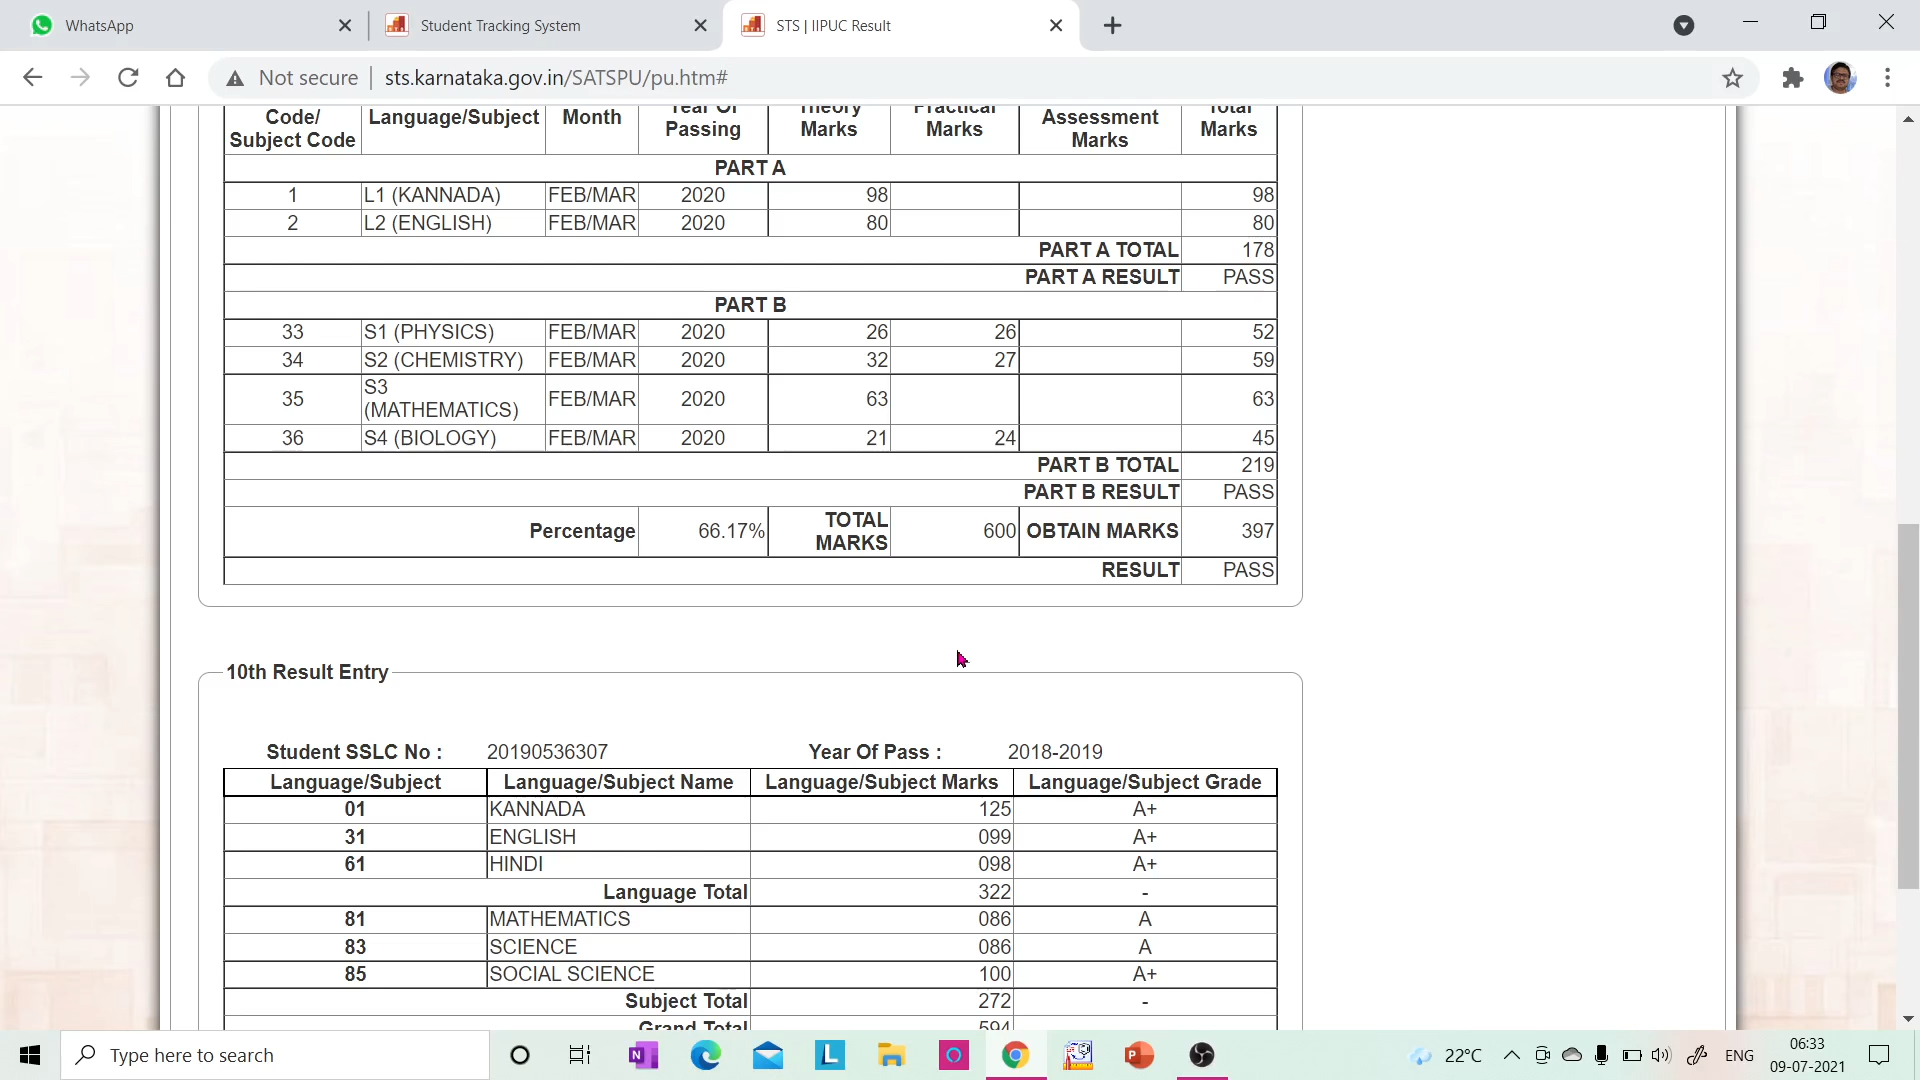 WhatsApp
Student Tracking System
STS | IIPUC Result
Not secure
sts.karnataka.gov.in/SATSPU/pu.htm#
Code/ Subject Code Language/Subject Month Year Of Passing Theory Marks Practical Marks Assessment Marks Total Marks
PART A
1 L1 (KANNADA) FEB/MAR 2020 98 98
2 L2 (ENGLISH) FEB/MAR 2020 80 80
PART A TOTAL 178
PART A RESULT PASS
PART B
33 S1 (PHYSICS) FEB/MAR 2020 26 26 52
34 S2 (CHEMISTRY) FEB/MAR 2020 32 27 59
35 S3 (MATHEMATICS) FEB/MAR 2020 63 63
36 S4 (BIOLOGY) FEB/MAR 2020 21 24 45
PART B TOTAL 219
PART B RESULT PASS
Percentage 66.17% TOTAL MARKS 600 OBTAIN MARKS 397
RESULT PASS
10th Result Entry
Student SSLC No : 20190536307 Year Of Pass : 2018-2019
Language/Subject Language/Subject Name Language/Subject Marks Language/Subject Grade
01 KANNADA 125 A+
31 ENGLISH 099 A+
61 HINDI 098 A+
Language Total 322 -
81 MATHEMATICS 086 A
83 SCIENCE 086 A
85 SOCIAL SCIENCE 100 A+
Subject Total 272 -
Grand Total 594
Type here to search
22°C
ENG
06:33
09-07-2021